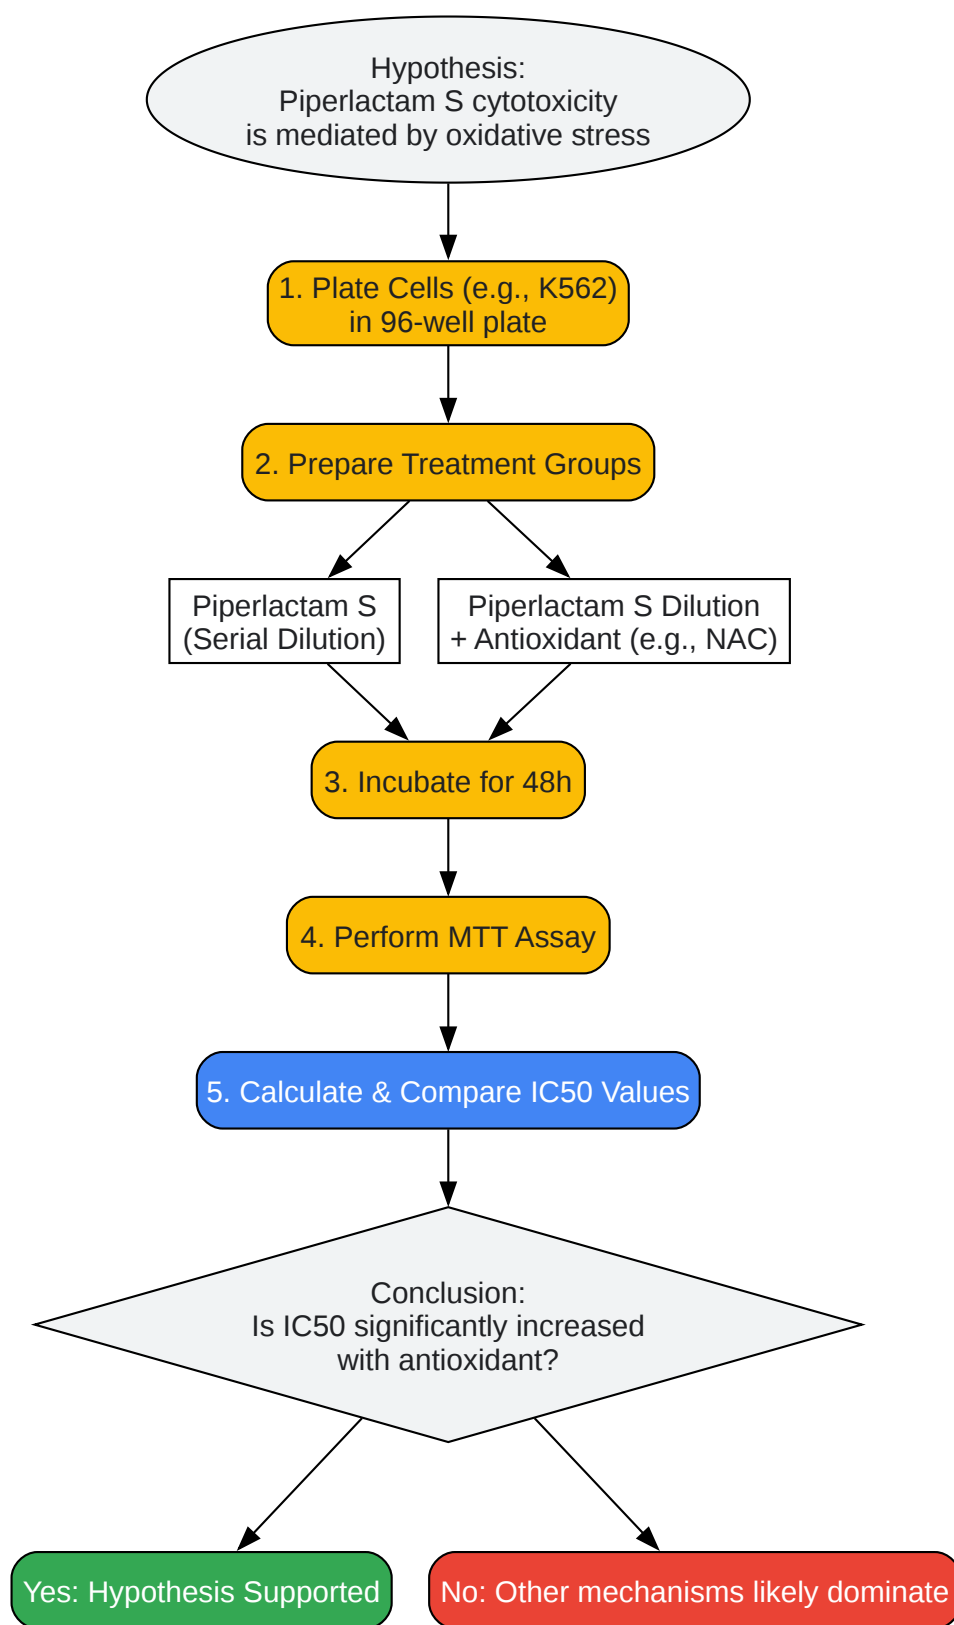 Hypothesis:
Piperlactam S cytotoxicity
is mediated by oxidative stress
1. Plate Cells (e.g., K562)
in 96-well plate
2. Prepare Treatment Groups
Piperlactam S
(Serial Dilution)
Piperlactam S Dilution
+ Antioxidant (e.g., NAC)
3. Incubate for 48h
4. Perform MTT Assay
5. Calculate & Compare IC50 Values
Conclusion:
Is IC50 significantly increased
with antioxidant?
Yes: Hypothesis Supported
No: Other mechanisms likely dominate